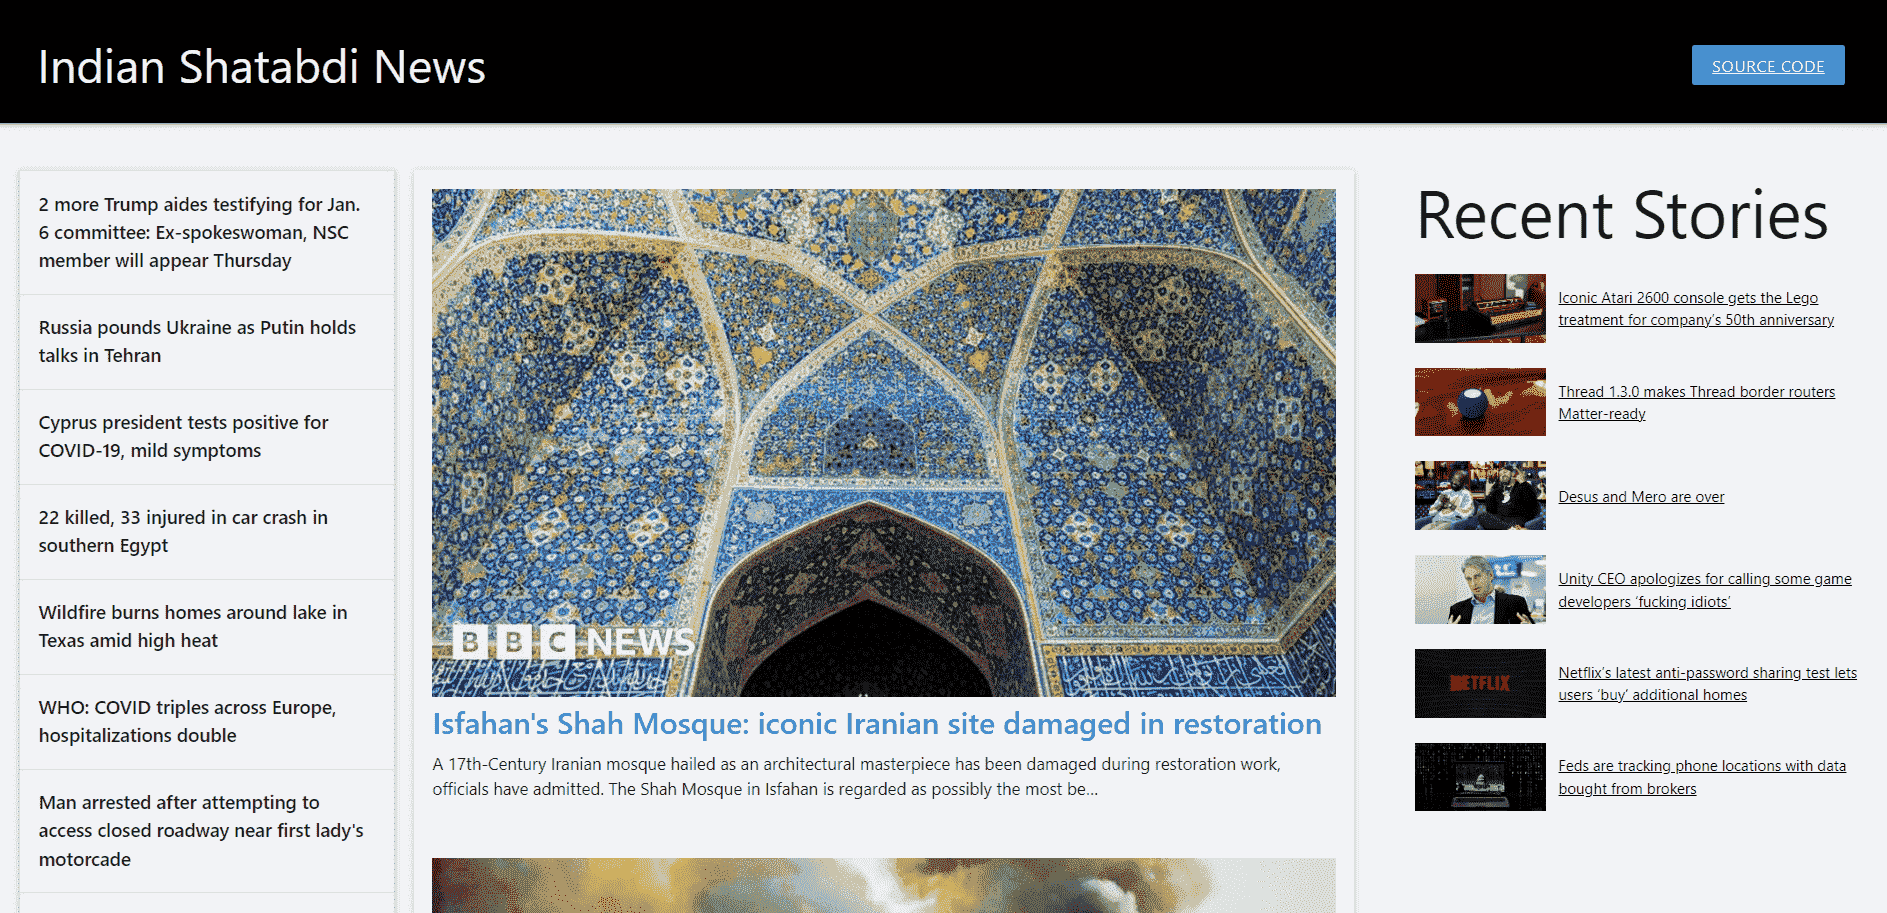 Indian Shatabdi News
SOURCE CODE
2 more Trump aides testifying for Jan.
6 committee: Ex-spokeswoman, NSC
member will appear Thursday
Russia pounds Ukraine as Putin holds
talks in Tehran
Cyprus president tests positive for
COVID-19, mild symptoms
22 killed, 33 injured in car crash in
southern Egypt
Wildfire burns homes around lake in
Texas amid high heat
WHO: COVID triples across Europe,
hospitalizations double
Man arrested after attempting to
access closed roadway near first lady's
motorcade
BBC NEWS
Isfahan's Shah Mosque: iconic Iranian site damaged in restoration
A 17th-Century Iranian mosque hailed as an architectural masterpiece has been damaged during restoration work,
officials have admitted. The Shah Mosque in Isfahan is regarded as possibly the most be...
Recent Stories
Iconic Atari 2600 console gets the Lego
treatment for company’s 50th anniversary
Thread 1.3.0 makes Thread border routers
Matter-ready
Desus and Mero are over
Unity CEO apologizes for calling some game
developers ‘fucking idiots’
NETFLIX
Netflix’s latest anti-password sharing test lets
users ‘buy’ additional homes
Feds are tracking phone locations with data
bought from brokers